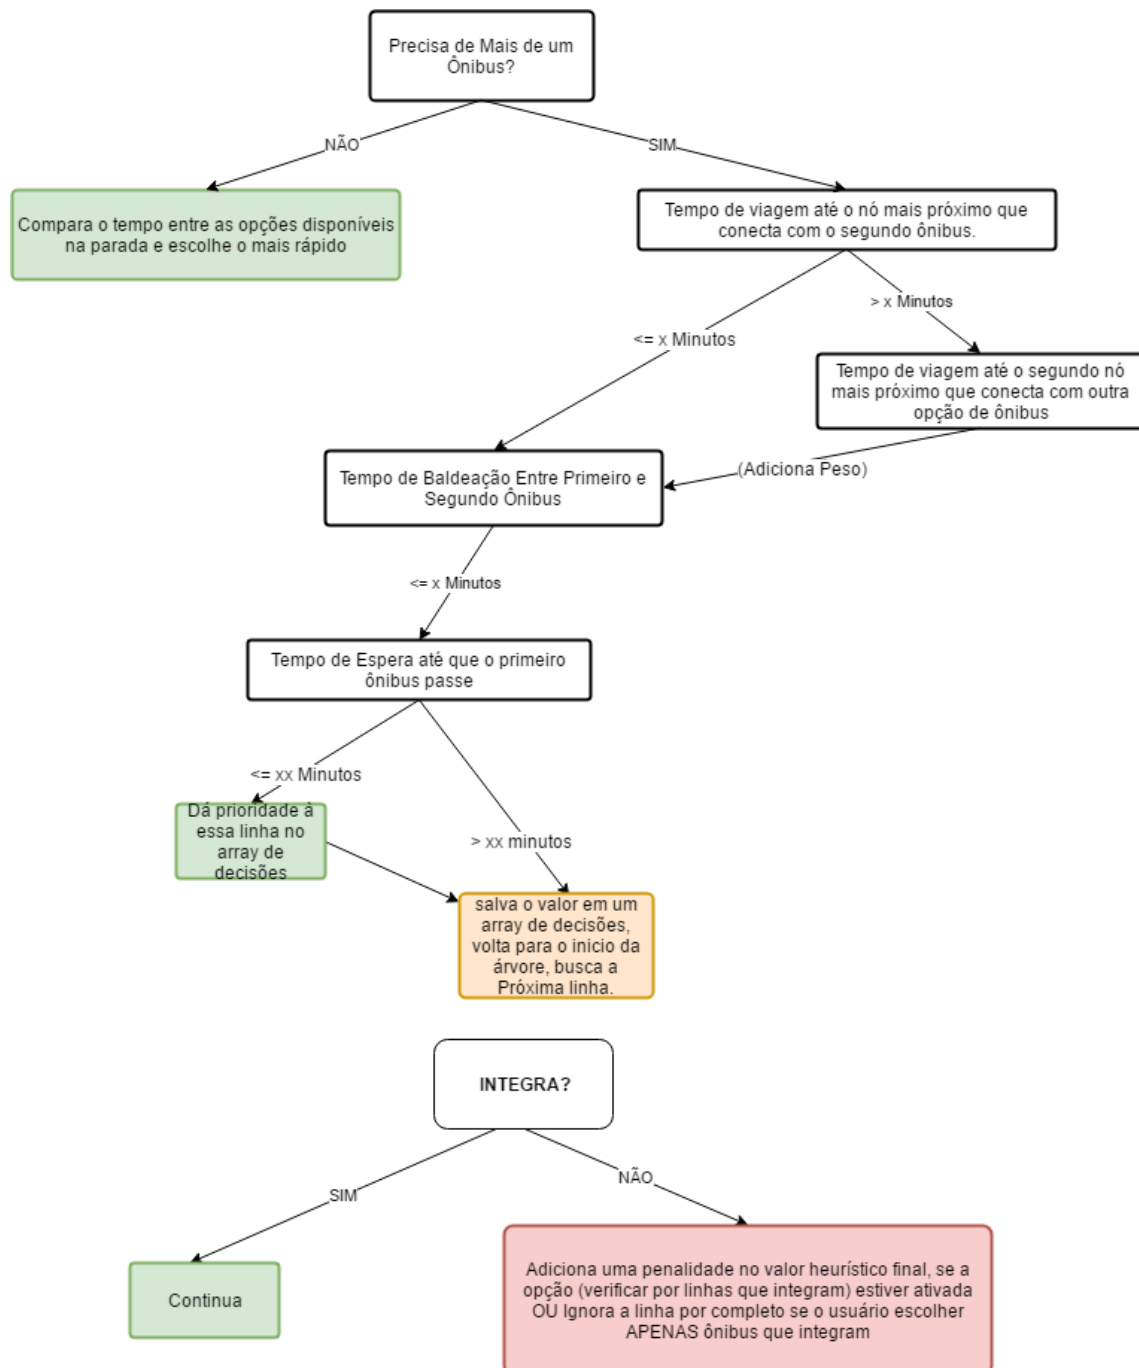 Precisa de Mais de um
Ônibus?
NÃO
SIM
Compara o tempo entre as opções disponíveis
na parada e escolhe o mais rápido
Tempo de viagem até o nó mais próximo que
conecta com o segundo ônibus.
> x Minutos
<= x Minutos
Tempo de viagem até o segundo nó
mais próximo que conecta com outra
opção de ônibus
(Adiciona Peso)
Tempo de Baldeação Entre Primeiro e
Segundo Ônibus
<= x Minutos
Tempo de Espera até que o primeiro
ônibus passe
<= xx Minutos
> xx minutos
Dá prioridade à
essa linha no
array de
decisões
salva o valor em um
array de decisões,
volta para o inicio da
árvore, busca a
Próxima linha.
INTEGRA?
SIM
NÃO
Continua
Adiciona uma penalidade no valor heurístico final, se a
opção (verificar por linhas que integram) estiver ativada
OU Ignora a linha por completo se o usuário escolher
APENAS ônibus que integram